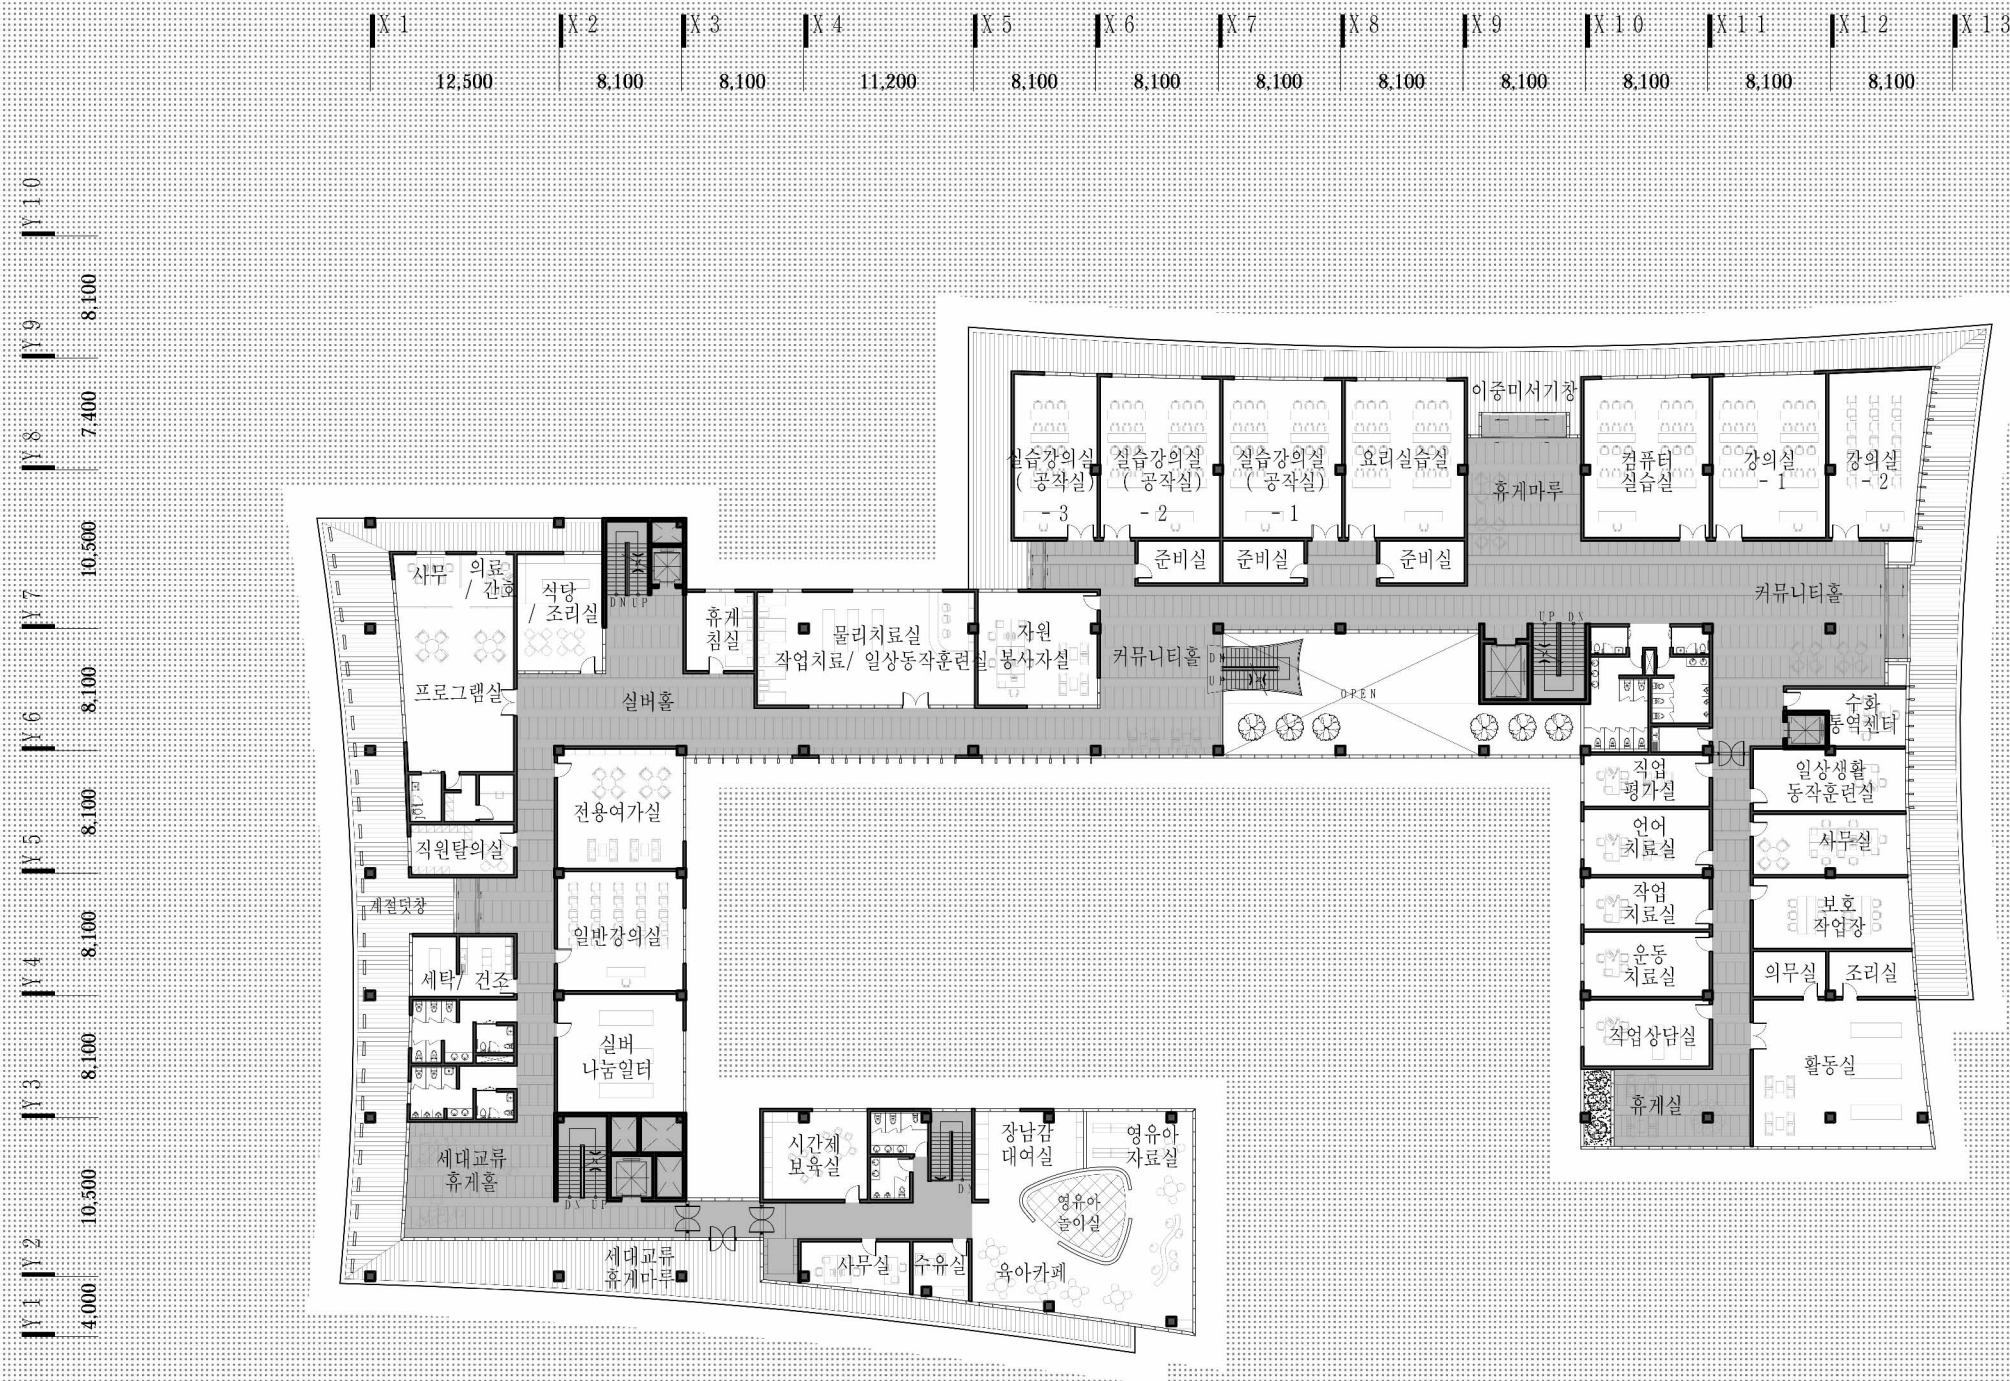 X1 X2 X3 X4 X5 X6 X7 X8 X9 X10 X11 X12 X13
12,500 8,100 8,100 11,200 8,100 8,100 8,100 8,100 8,100 8,100 8,100 8,100
Y10
8,100
Y9
7,400
Y8
10,500
Y7
8,100
Y6
8,100
Y5
8,100
Y4
8,100
Y3
10,500
Y2
4,000
Y1
이중미서기창
실습강의실
( 공작실)
- 3
실습강의실
( 공작실)
- 2
실습강의실
( 공작실)
- 1
요리실습실
휴게마루
컴퓨터
실습실
강의실
- 1
강의실
- 2
준비실
준비실
준비실
커뮤니티홀
사무
의료
/ 간호
식당
/ 조리실
DN UP
휴게
침실
물리치료실
작업치료/ 일상동작훈련실
자원
봉사자실
커뮤니티홀
DN
UP
OPEN
UP DN
프로그램실
실버홀
수화
통역센터
직업
평가실
일상생활
동작훈련실
전용여가실
직원탈의실
언어
치료실
사무실
계절덧창
일반강의실
작업
치료실
보호
작업장
세탁/ 건조
운동
치료실
의무실
조리실
실버
나눔일터
직업상담실
활동실
휴게실
세대교류
휴게홀
DN UP
시간제
보육실
DN
장남감
대여실
영유아
자료실
영유아
놀이실
세대교류
휴게마루
사무실
수유실
육아카페